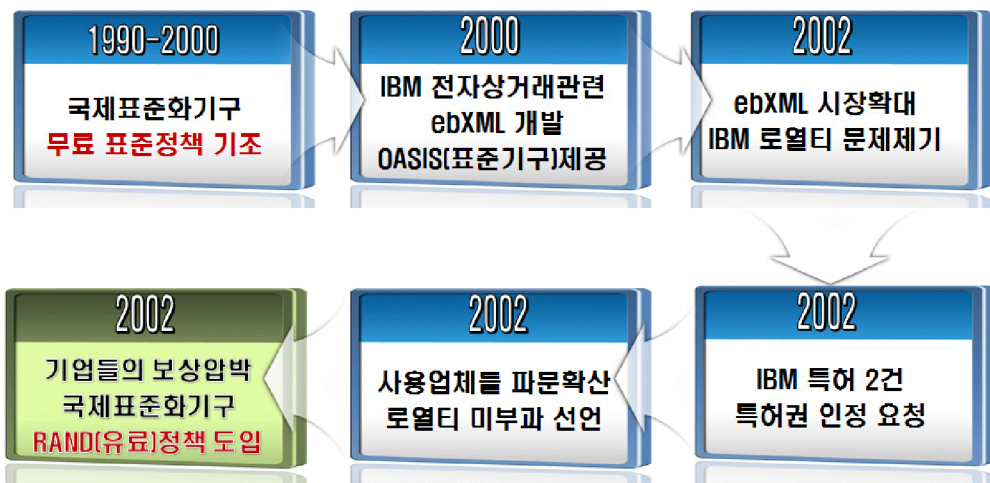 1990-2000
국제표준화기구
무료 표준정책 기조
2000
IBM 전자상거래관련
ebXML 개발
OASIS(표준기구)제공
2002
ebXML 시장확대
IBM 로열티 문제제기
2002
IBM 특허 2건
특허권 인정 요청
2002
사용업체들 파문확산
로열티 미부과 선언
2002
기업들의 보상압박
국제표준화기구
RAND(유료)정책 도입